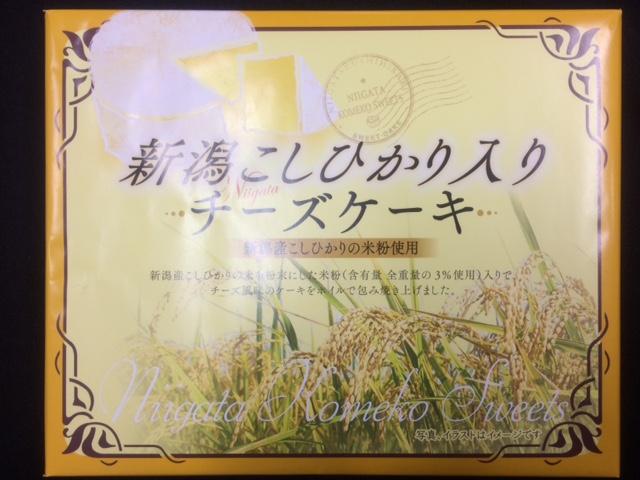 NIIGATA
KOMEKO SWEETS
SWEET CAKE
新潟こしひかり入り
Niigata
チーズケーキ
新潟産こしひかりの米粉使用
新潟産こしひかりの米を粉末にした米粉(含有量 全重量の3%使用)入りで、
チーズ風味のケーキをホイルで包み焼き上げました。
Niigata Komeko Sweets
写真、イラストはイメージです